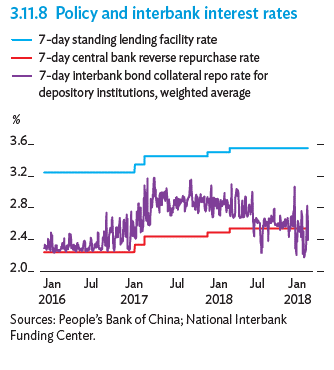 3.11.8 Policy and interbank interest rates
7-day standing lending facility rate
7-day central bank reverse repurchase rate
7-day interbank bond collateral repo rate for
depository institutions, weighted average
%
3.6
3.2
2.8
2.4
2.0
Jan Jul Jan Jul Jan Jul Jan
2016 2017 2018 2018
Sources: People's Bank of China; National Interbank
Funding Center.